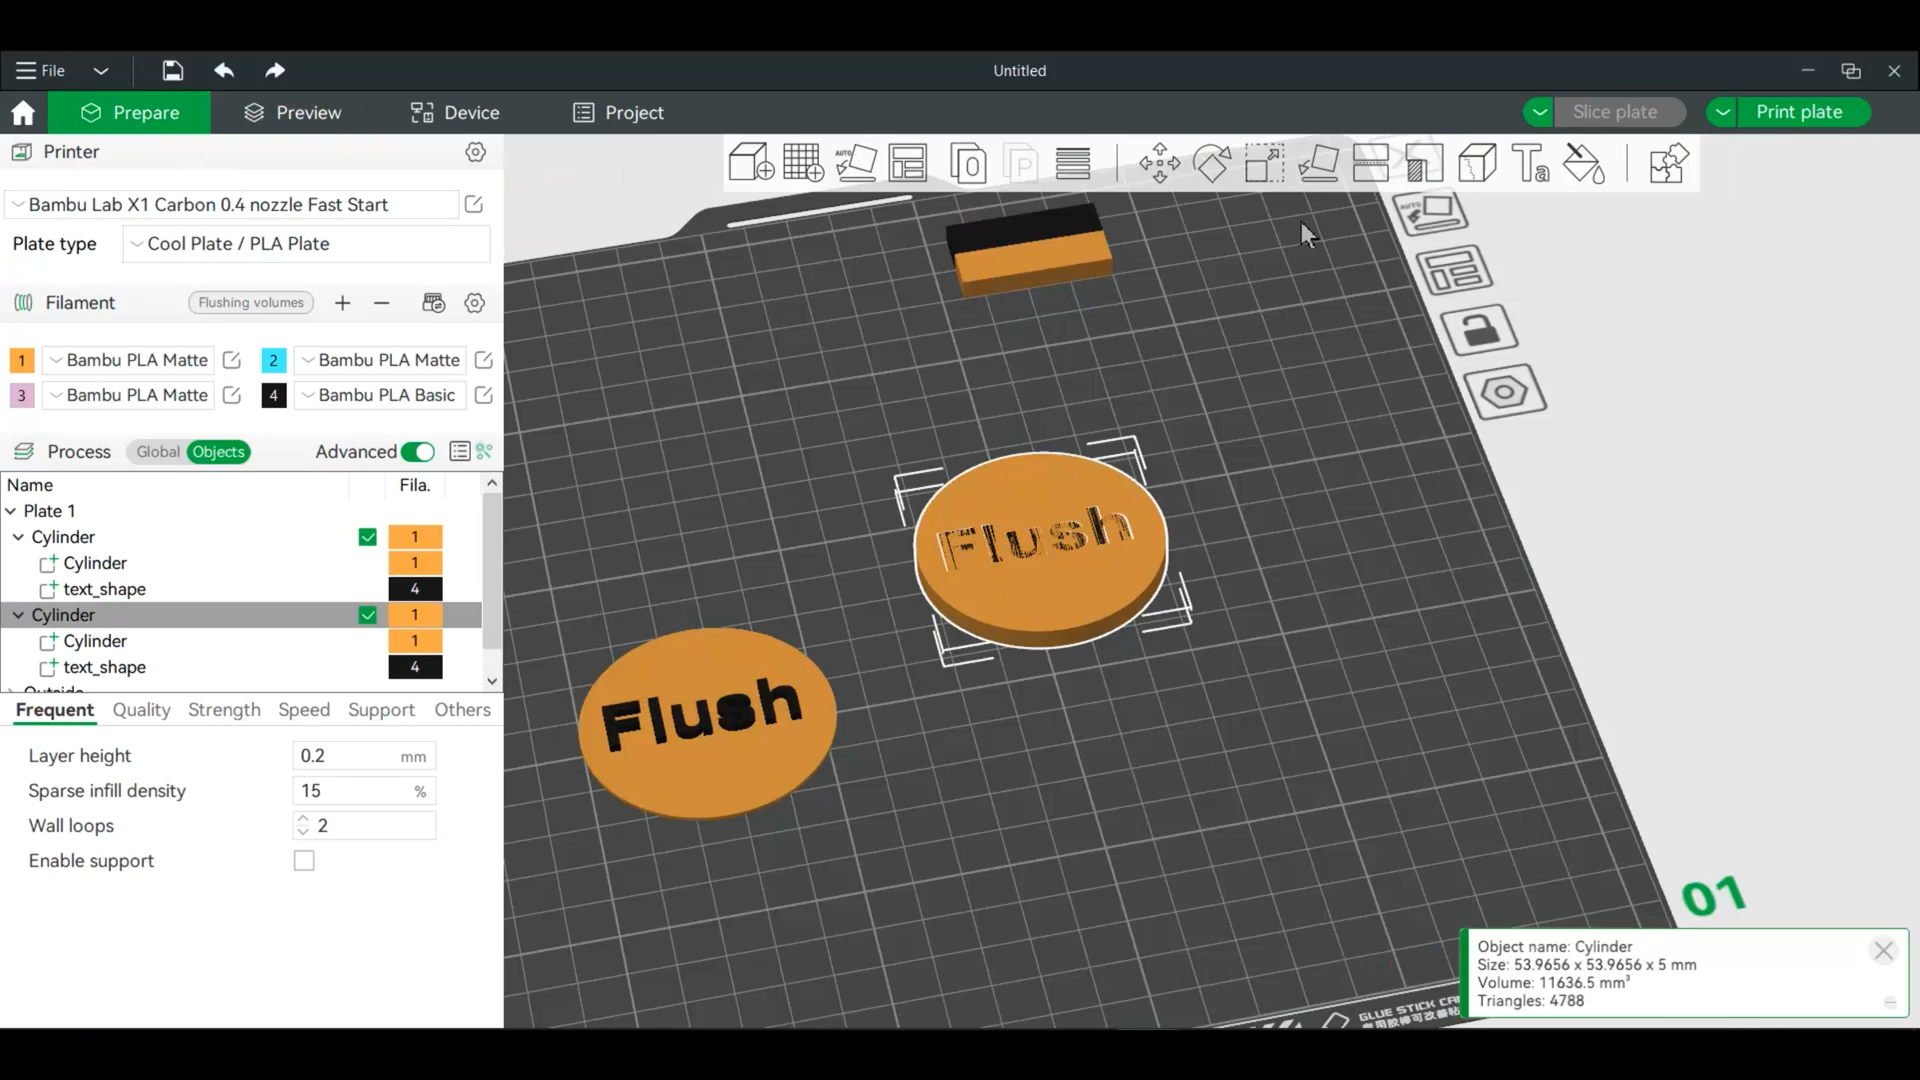 File
Untitled
Prepare
Preview
Device
Project
Slice plate
Print plate
Printer
Bambu Lab X1 Carbon 0.4 nozzle Fast Start
Plate type
Cool Plate / PLA Plate
Filament
Flushing volumes
1 Bambu PLA Matte
2 Bambu PLA Matte
3 Bambu PLA Matte
4 Bambu PLA Basic
Process
Global
Objects
Advanced
Name
Fila.
Plate 1
Cylinder 1
Cylinder 1
text_shape 4
Cylinder 1
Cylinder 1
text_shape 4
Frequent
Quality
Strength
Speed
Support
Others
Layer height 0.2 mm
Sparse infill density 15 %
Wall loops 2
Enable support
AUTO
Ta
AUTO
Flush
Flush
01
Object name: Cylinder
Size: 53.9656 x 53.9656 x 5 mm
Volume: 11636.5 mm³
Triangles: 4788
GLUE STICK